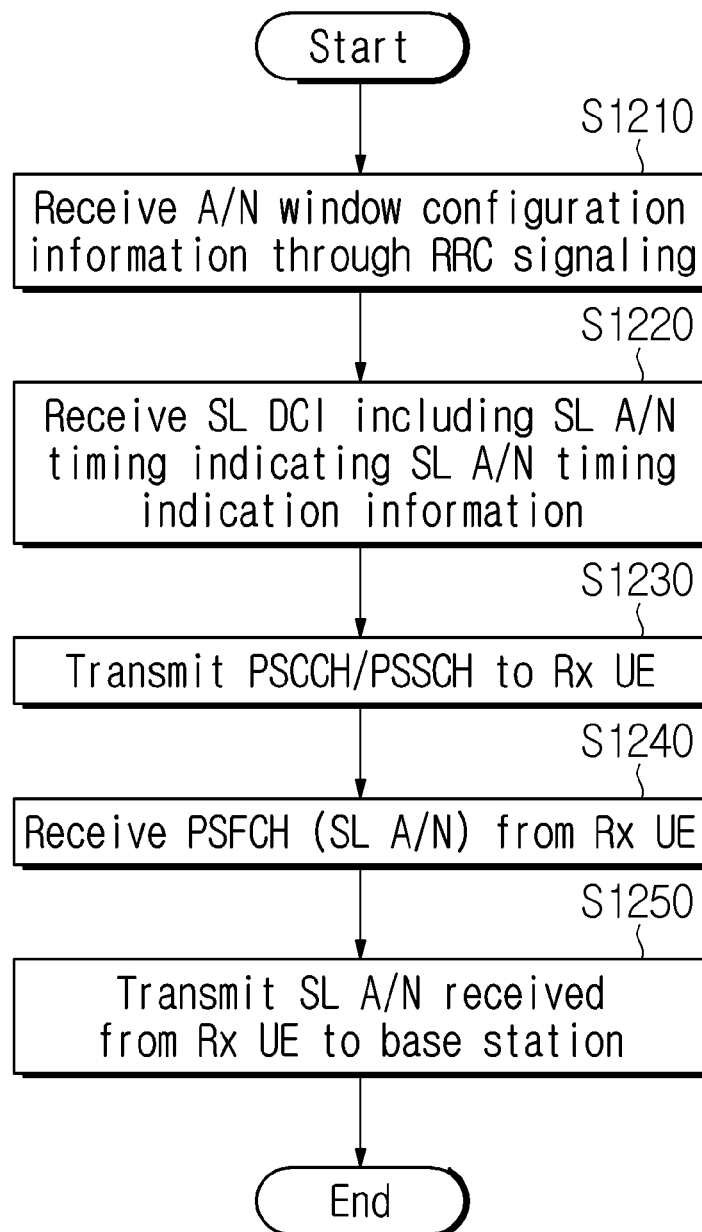 Start
S1210
Receive A/N window configuration
information through RRC signaling
S1220
Receive SL DCI including SL A/N
timing indicating SL A/N timing
indication information
S1230
Transmit PSCCH/PSSCH to Rx UE
S1240
Receive PSFCH (SL A/N) from Rx UE
S1250
Transmit SL A/N received
from Rx UE to base station
End